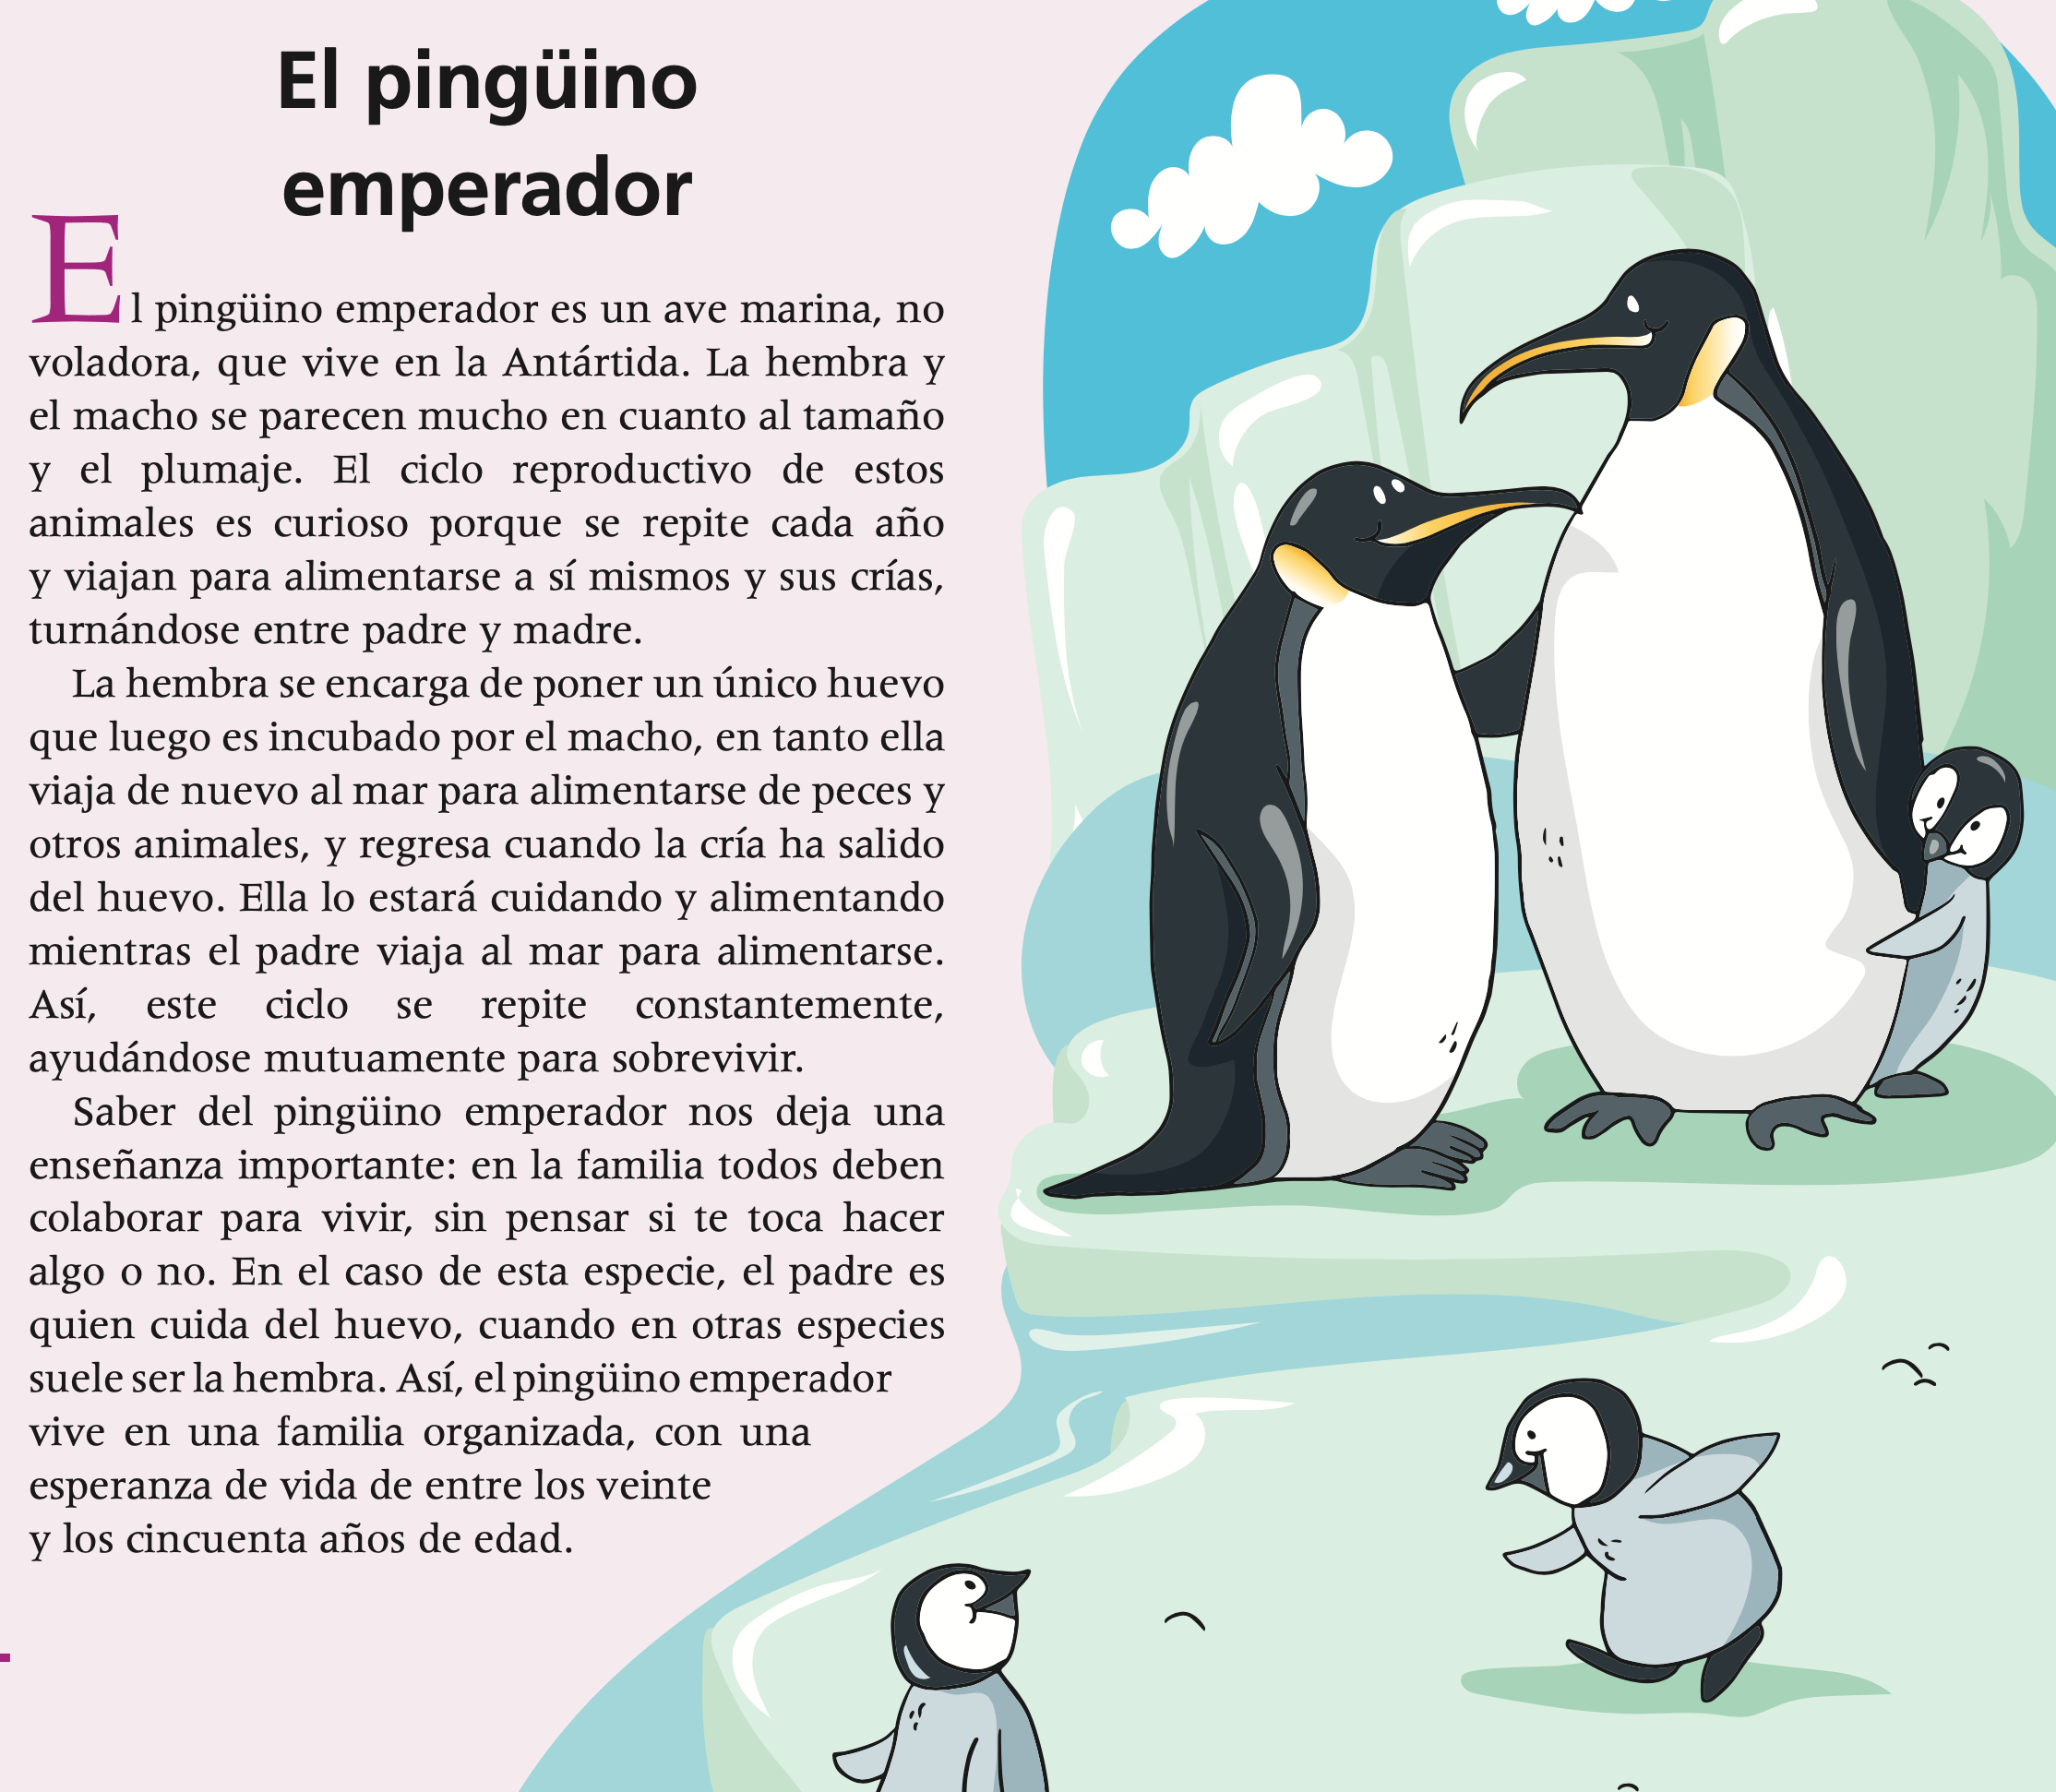 El pingüino
emperador
El pingüino emperador es un ave marina, no
voladora, que vive en la Antártida. La hembra y
el macho se parecen mucho en cuanto al tamaño
y el plumaje. El ciclo reproductivo de estos
animales es curioso porque se repite cada año
y viajan para alimentarse a sí mismos y sus crías,
turnándose entre padre y madre.
La hembra se encarga de poner un único huevo
que luego es incubado por el macho, en tanto ella
viaja de nuevo al mar para alimentarse de peces y
otros animales, y regresa cuando la cría ha salido
del huevo. Ella lo estará cuidando y alimentando
mientras el padre viaja al mar para alimentarse.
Así, este ciclo se repite constantemente,
ayudándose mutuamente para sobrevivir.
Saber del pingüino emperador nos deja una
enseñanza importante: en la familia todos deben
colaborar para vivir, sin pensar si te toca hacer
algo o no. En el caso de esta especie, el padre es
quien cuida del huevo, cuando en otras especies
suele ser la hembra. Así, el pingüino emperador
vive en una familia organizada, con una
esperanza de vida de entre los veinte
y los cincuenta años de edad.